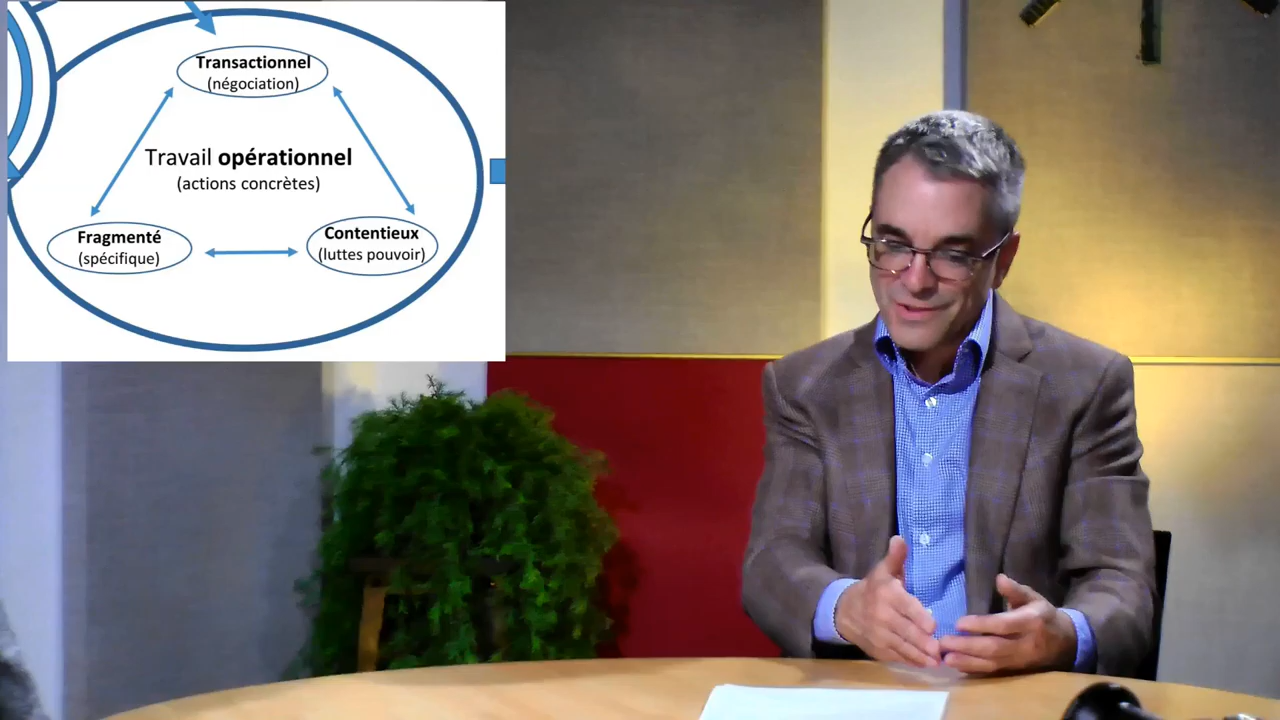 Transactionnel
(négociation)
Travail opérationnel
(actions concrètes)
Fragmenté
(spécifique)
Contentieux
(luttes pouvoir)